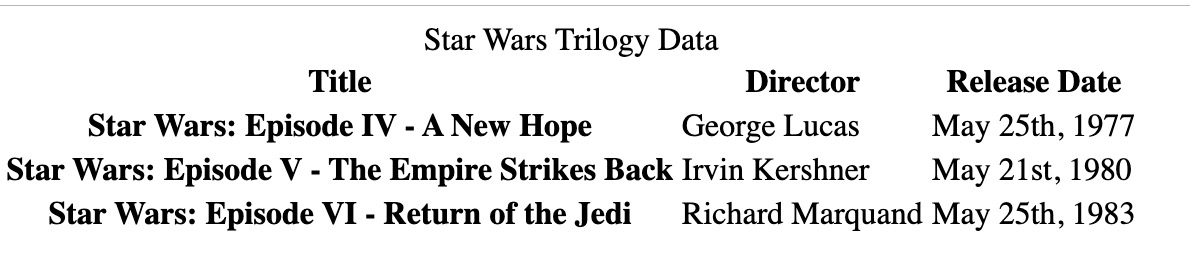 Star Wars Trilogy Data
Title Director Release Date
Star Wars: Episode IV - A New Hope George Lucas May 25th, 1977
Star Wars: Episode V - The Empire Strikes Back Irvin Kershner May 21st, 1980
Star Wars: Episode VI - Return of the Jedi Richard Marquand May 25th, 1983